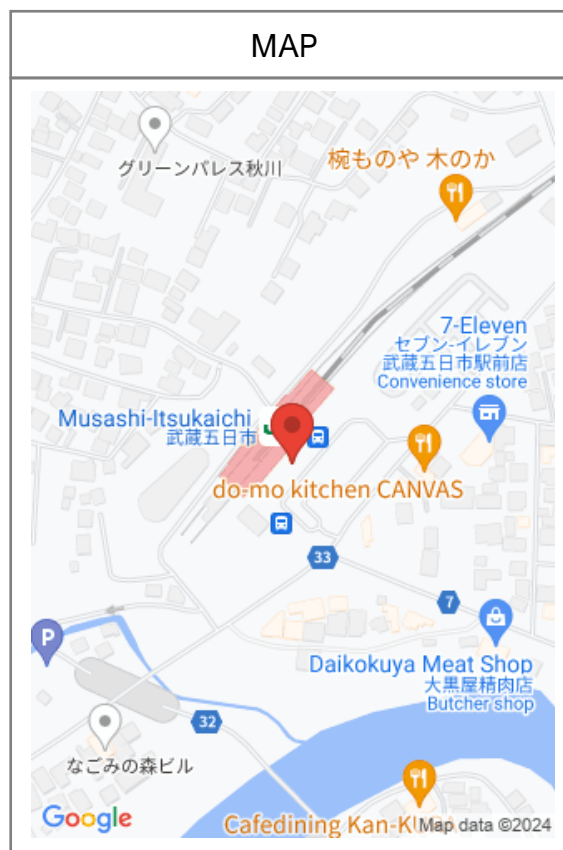 MAP
グリーンパレス秋川
椀ものや 木のか
7-Eleven
セブン-イレブン
武蔵五日市駅前店
Convenience store
Musashi-Itsukaichi
武蔵五日市
do-mo kitchen CANVAS
33
7
P
Daikokuya Meat Shop
大黒屋精肉店
Butcher shop
32
なごみの森ビル
Google
Cafedining Kan-
Map data ©2024